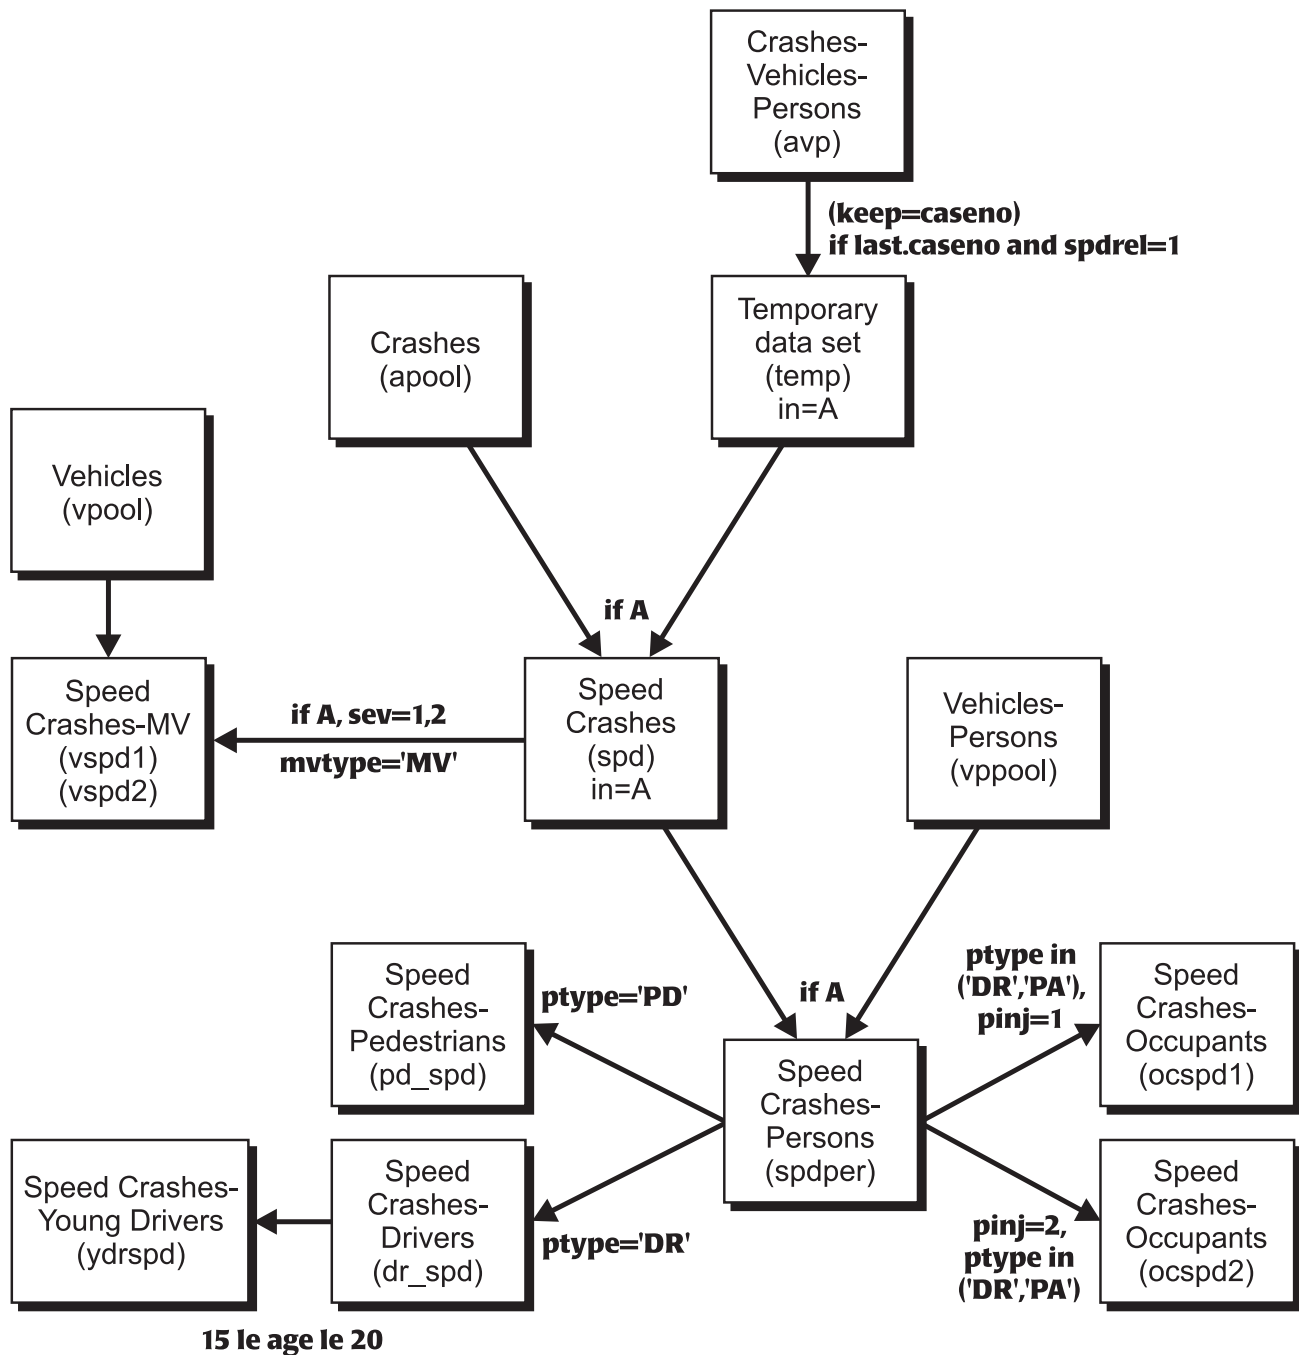 Crashes-
Vehicles-
Persons
(avp)
(keep=caseno)
if last.caseno and spdrel=1
Crashes
(apool)
Temporary
data set
(temp)
in=A
Vehicles
(vpool)
if A
Speed
Crashes-MV
(vspd1)
(vspd2)
if A, sev=1,2
mvtype='MV'
Speed
Crashes
(spd)
in=A
Vehicles-
Persons
(vppool)
Speed
Crashes-
Pedestrians
(pd_spd)
ptype='PD'
if A
ptype in
('DR','PA'),
pinj=1
Speed
Crashes-
Occupants
(ocspd1)
Speed
Crashes-
Persons
(spdper)
Speed Crashes-
Young Drivers
(ydrspd)
Speed
Crashes-
Drivers
(dr_spd)
ptype='DR'
pinj=2,
ptype in
('DR','PA')
Speed
Crashes-
Occupants
(ocspd2)
15 le age le 20